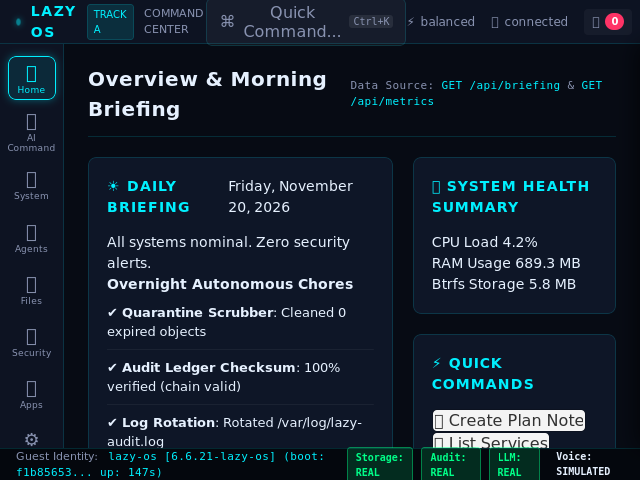 LAZY OS
TRACK A
COMMAND CENTER
⌘ Quick Command... Ctrl+K
⚡ balanced
connected
0
Home
AI Command
System
Agents
Files
Security
Apps
Overview & Morning Briefing
Data Source: GET /api/briefing & GET /api/metrics
☀ DAILY BRIEFING
Friday, November 20, 2026
All systems nominal. Zero security alerts.
Overnight Autonomous Chores
✔ Quarantine Scrubber: Cleaned 0 expired objects
✔ Audit Ledger Checksum: 100% verified (chain valid)
✔ Log Rotation: Rotated /var/log/lazy-audit.log
SYSTEM HEALTH SUMMARY
CPU Load 4.2%
RAM Usage 689.3 MB
Btrfs Storage 5.8 MB
⚡ QUICK COMMANDS
Create Plan Note
List Services
Guest Identity: lazy-os [6.6.21-lazy-os] (boot: f1b85653... up: 147s)
Storage: REAL
Audit: REAL
LLM: REAL
Voice: SIMULATED